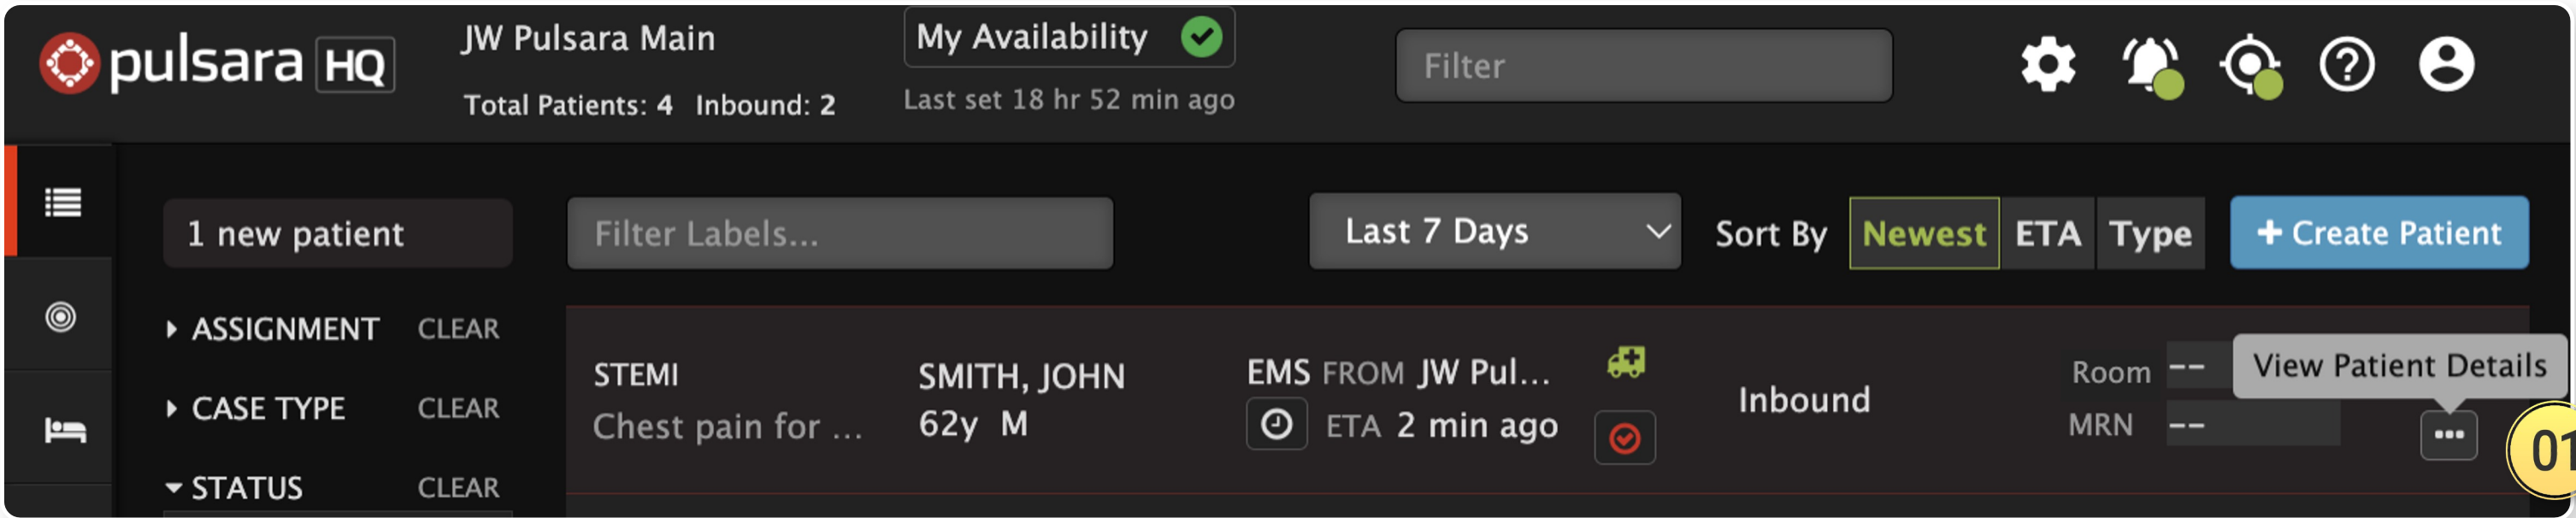 pulsara HQ
JW Pulsara Main
Total Patients: 4 Inbound: 2
My Availability
Last set 18 hr 52 min ago
Filter
1 new patient
Filter Labels...
Last 7 Days
Sort By Newest ETA Type
+ Create Patient
ASSIGNMENT CLEAR
CASE TYPE CLEAR
STATUS CLEAR
STEMI
Chest pain for ...
SMITH, JOHN
62y M
EMS FROM JW Pul...
ETA 2 min ago
Inbound
Room --
MRN --
View Patient Details
01